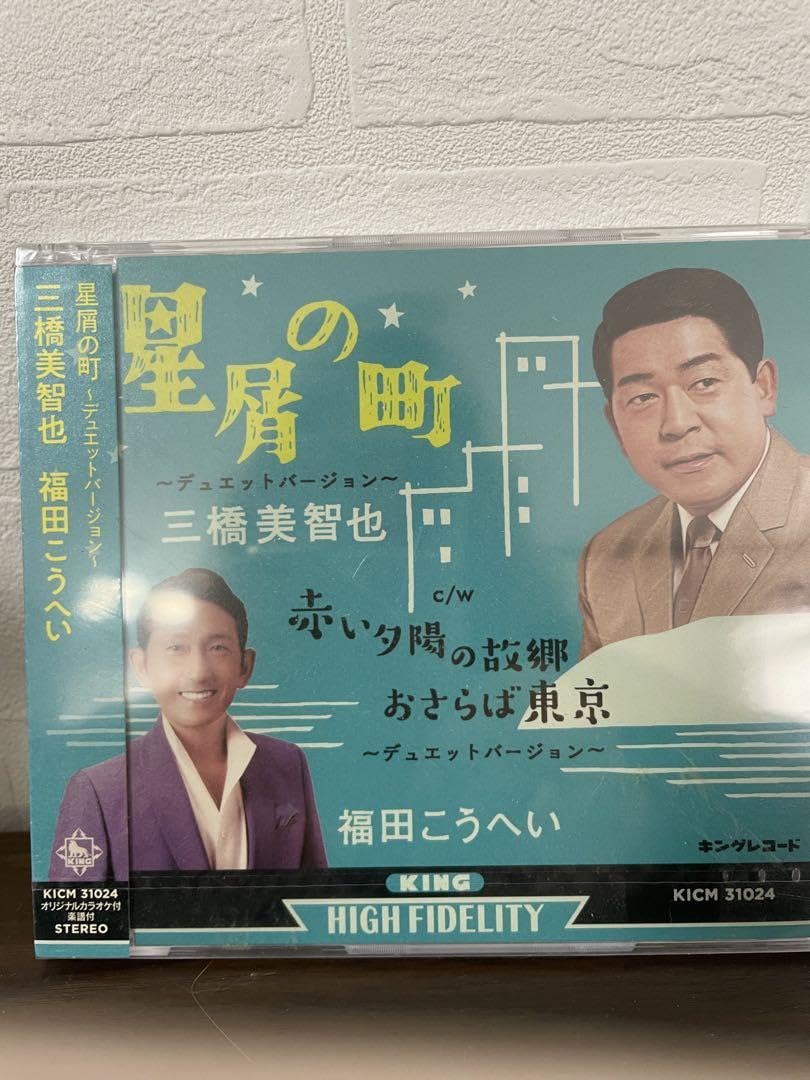 星屑の町 ～デュエットバージョン～
三橋美智也 福田こうへい
KING
KICM 31024
オリジナルカラオケ付
楽譜付
STEREO
星屑の町
～デュエットバージョン～
三橋美智也
c/w
赤い夕陽の故郷
おさらば東京
～デュエットバージョン～
福田こうへい
キングレコード
KING
HIGH FIDELITY
KICM 31024